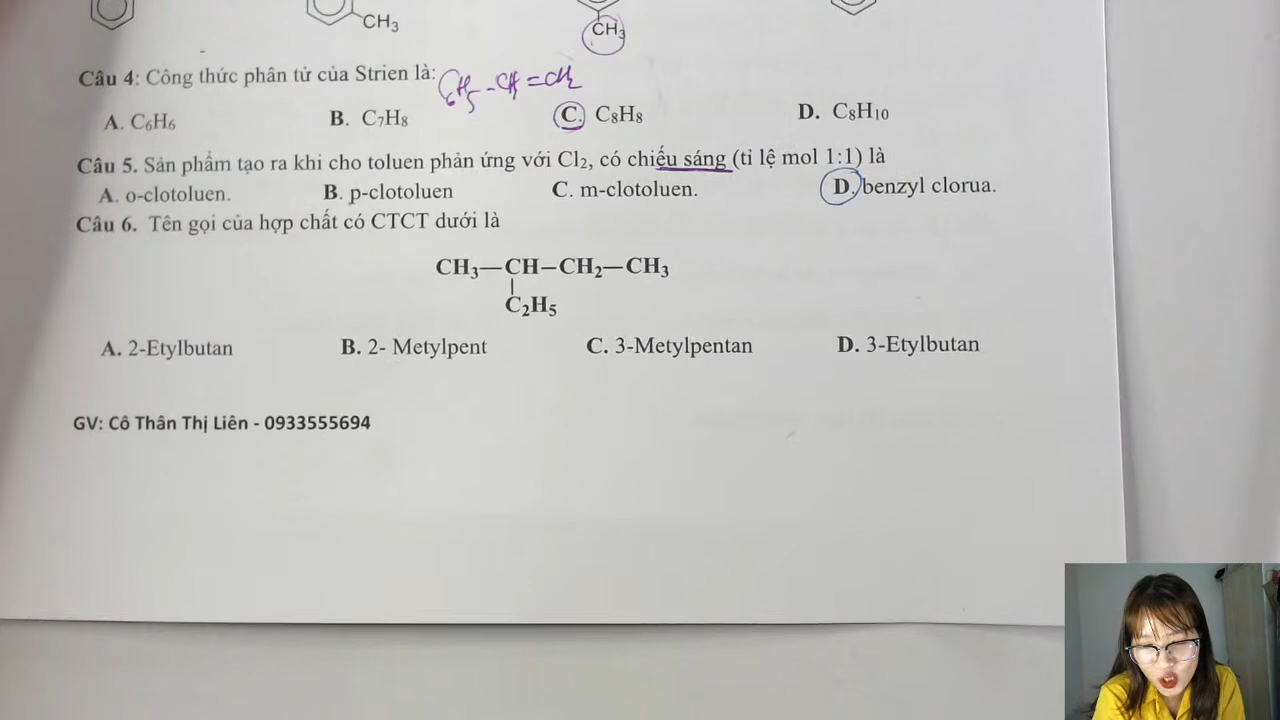 CH₃
CH₃
Câu 4: Công thức phân tử của Strien là: C₆H₅-CH=CH₂
A. C₆H₆ B. C₇H₈ C. C₈H₈ D. C₈H₁₀
Câu 5. Sản phẩm tạo ra khi cho toluen phản ứng với Cl₂, có chiếu sáng (tỉ lệ mol 1:1) là
A. o-clotoluen. B. p-clotoluen C. m-clotoluen. D. benzyl clorua.
Câu 6. Tên gọi của hợp chất có CTCT dưới là
CH₃—CH–CH₂—CH₃
C₂H₅
A. 2-Etylbutan B. 2- Metylpent C. 3-Metylpentan D. 3-Etylbutan
GV: Cô Thân Thị Liên - 0933555694